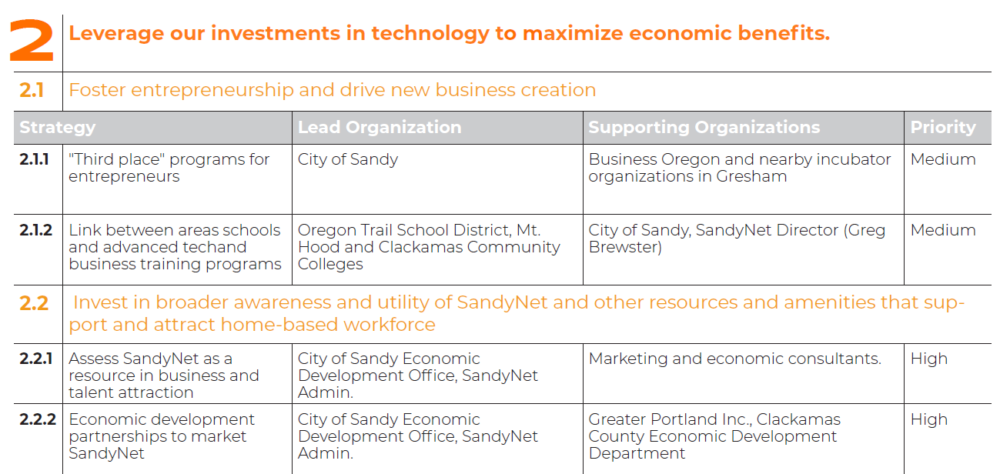 2
Leverage our investments in technology to maximize economic benefits.
2.1 Foster entrepreneurship and drive new business creation
Strategy Lead Organization Supporting Organizations Priority
2.1.1 "Third place" programs for City of Sandy Business Oregon and nearby incubator Medium
entrepreneurs organizations in Gresham
2.1.2 Link between areas schools Oregon Trail School District, Mt. City of Sandy, SandyNet Director (Greg Medium
and advanced techand Hood and Clackamas Community Brewster)
business training programs Colleges
2.2 Invest in broader awareness and utility of SandyNet and other resources and amenities that sup-
port and attract home-based workforce
2.2.1 Assess SandyNet as a City of Sandy Economic Marketing and economic consultants. High
resource in business and Development Office, SandyNet
talent attraction Admin.
2.2.2 Economic development City of Sandy Economic Greater Portland Inc., Clackamas High
partnerships to market Development Office, SandyNet County Economic Development
SandyNet Admin. Department